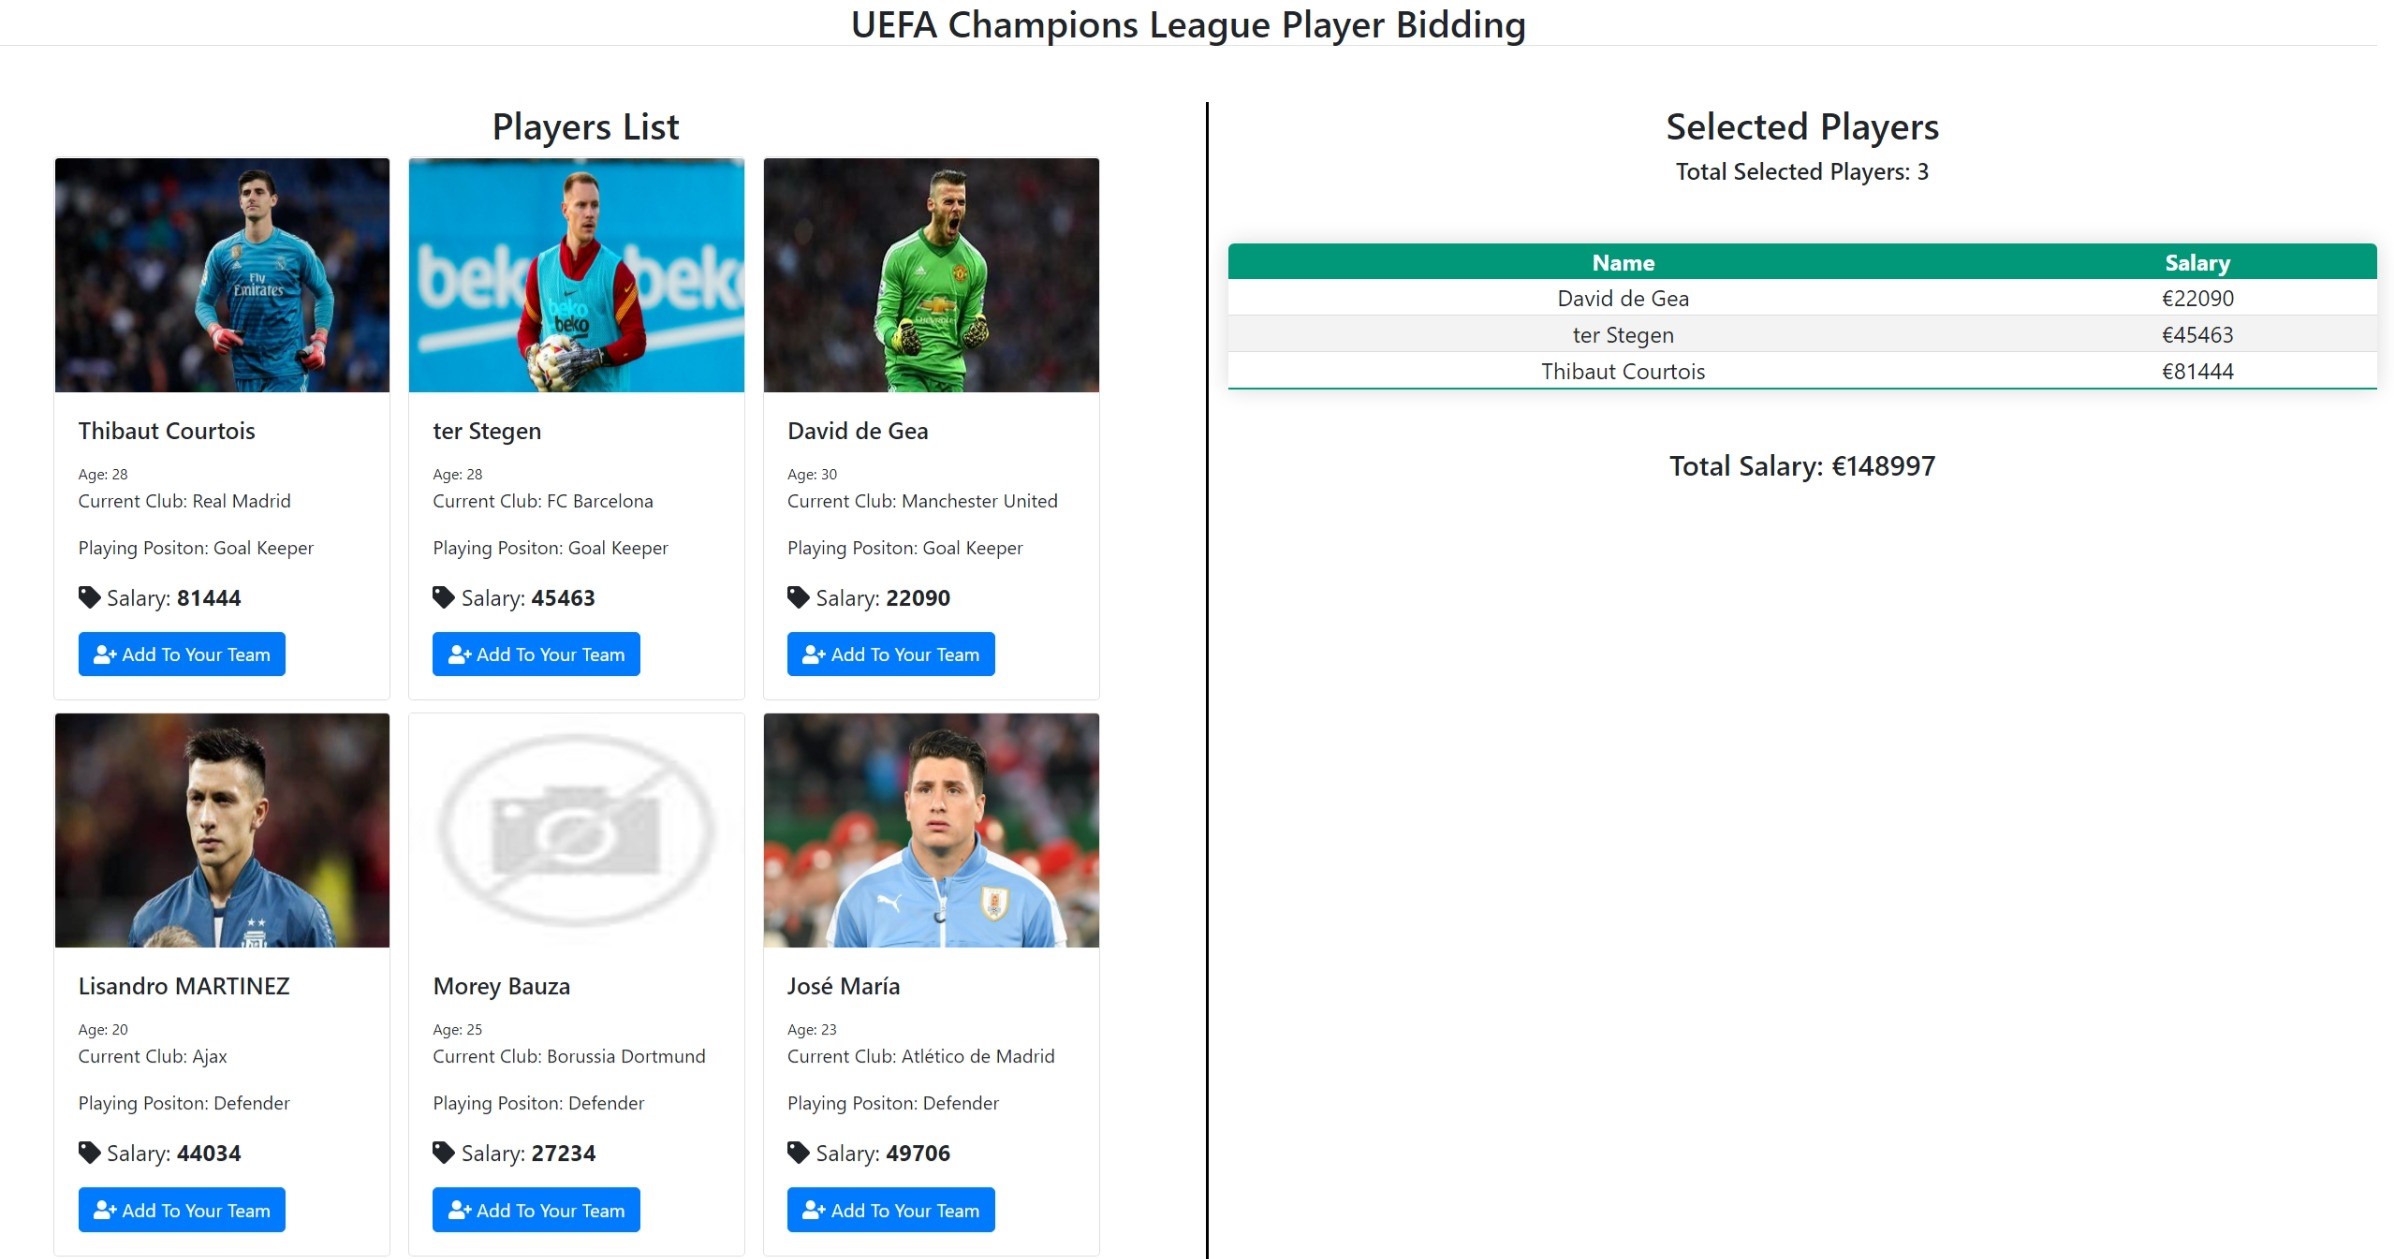 UEFA Champions League Player Bidding
Players List
Fly
Emirates
beko
beko
beko
beko
CHEVROLET
Thibaut Courtois
Age: 28
Current Club: Real Madrid
Playing Positon: Goal Keeper
Salary: 81444
Add To Your Team
ter Stegen
Age: 28
Current Club: FC Barcelona
Playing Positon: Goal Keeper
Salary: 45463
Add To Your Team
David de Gea
Age: 30
Current Club: Manchester United
Playing Positon: Goal Keeper
Salary: 22090
Add To Your Team
Lisandro MARTINEZ
Age: 20
Current Club: Ajax
Playing Positon: Defender
Salary: 44034
Add To Your Team
Morey Bauza
Age: 25
Current Club: Borussia Dortmund
Playing Positon: Defender
Salary: 27234
Add To Your Team
José María
Age: 23
Current Club: Atlético de Madrid
Playing Positon: Defender
Salary: 49706
Add To Your Team
Selected Players
Total Selected Players: 3
Name Salary
David de Gea €22090
ter Stegen €45463
Thibaut Courtois €81444
Total Salary: €148997